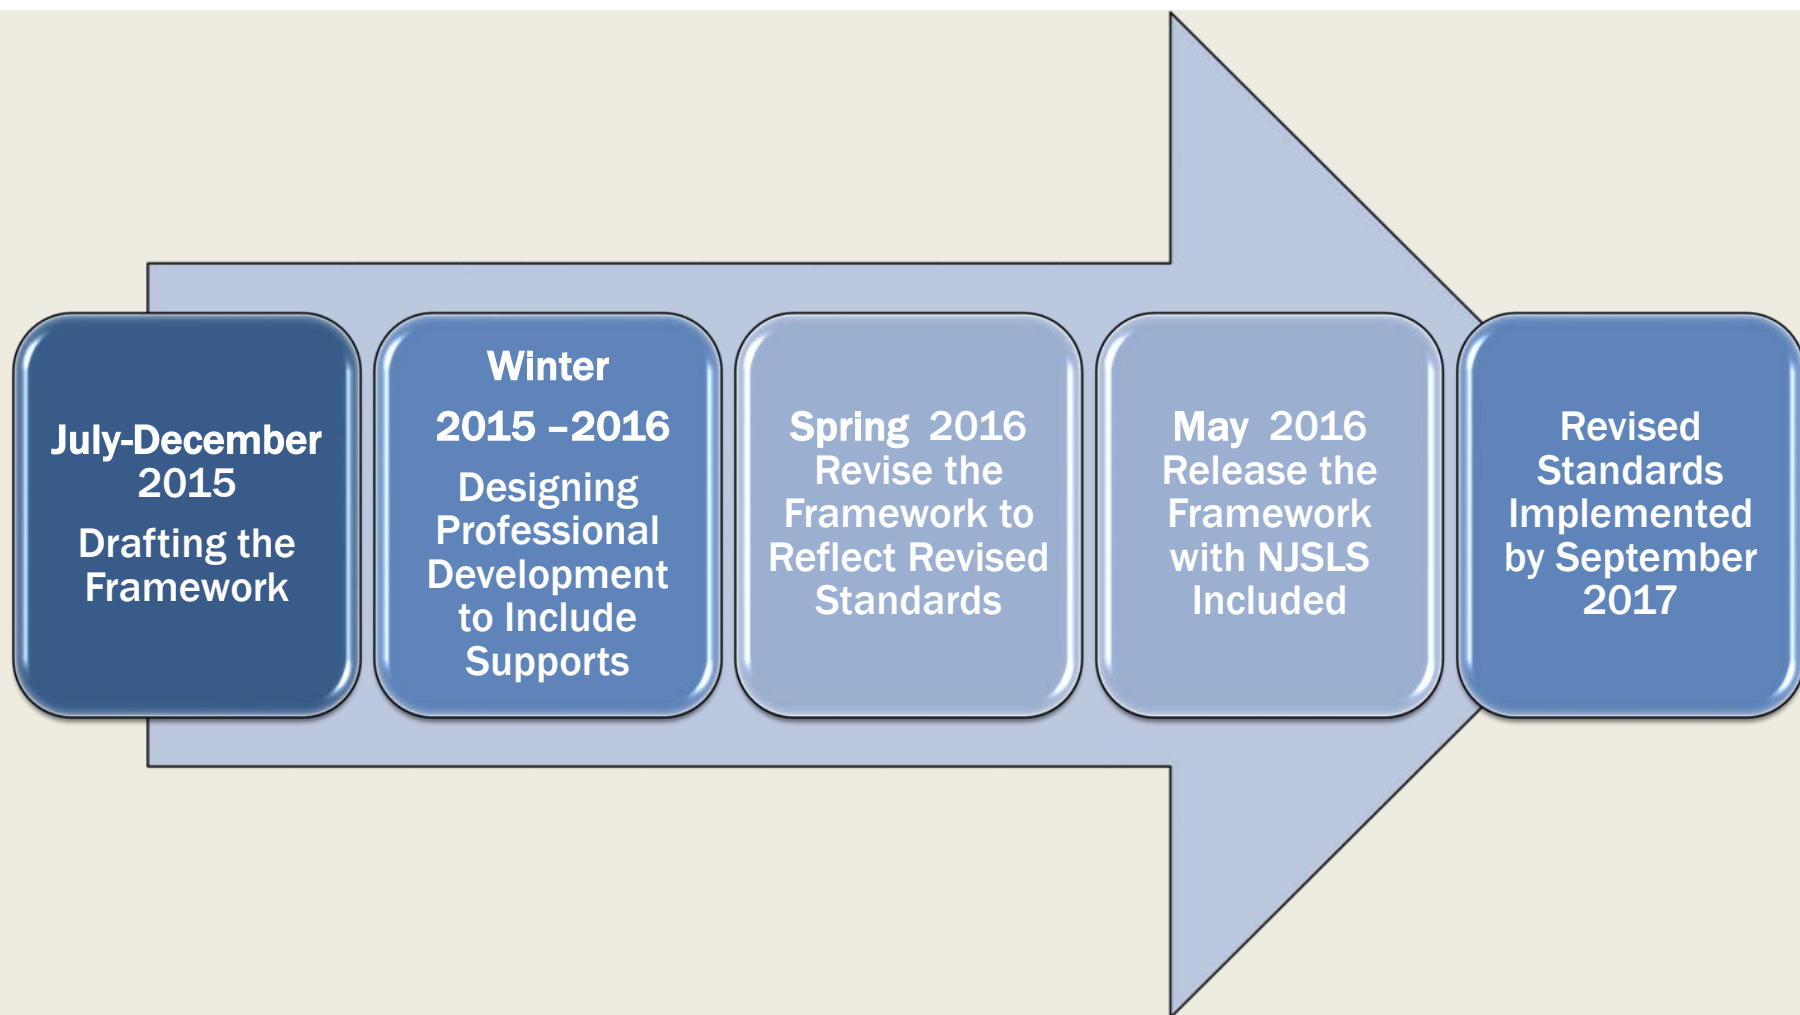 July-December
2015
Drafting the
Framework
Winter
2015 –2016
Designing
Professional
Development
to Include
Supports
Spring 2016
Revise the
Framework to
Reflect Revised
Standards
May 2016
Release the
Framework
with NJSLS
Included
Revised
Standards
Implemented
by September
2017